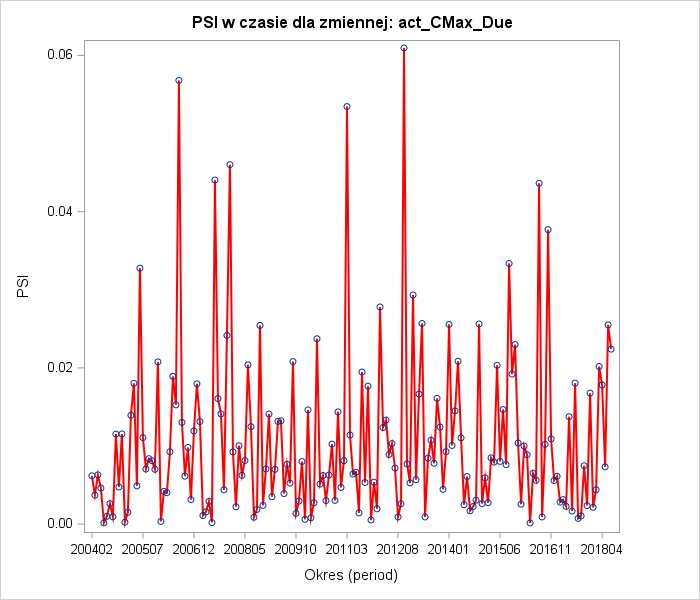 PSI w czasie dla zmiennej: act_CMax_Due
0.06
0.04
0.02
0.00
PSI
200402 200507 200612 200805 200910 201103 201208 201401 201506 201611 201804
Okres (period)